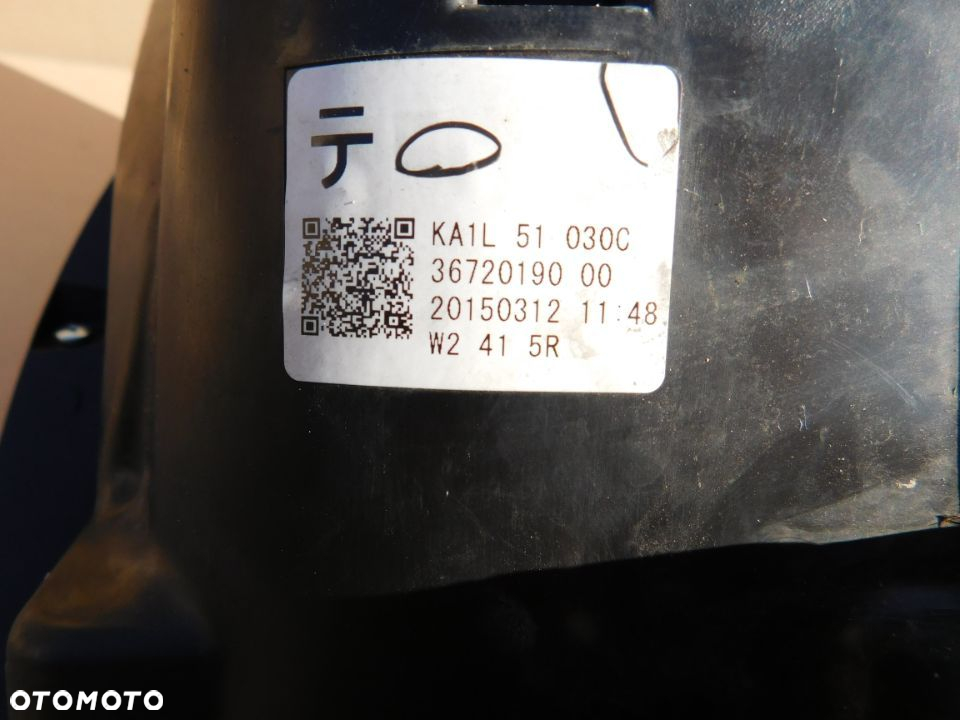 テ
KA1L 51 030C
36720190 00
20150312 11:48
W2 41 5R
OTOMOTO